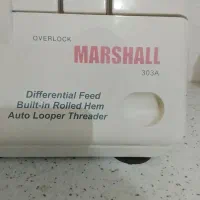 OVERLOCK
MARSHALL
303A
Differential Feed
Built-in Rolled Hem
Auto Looper Threader